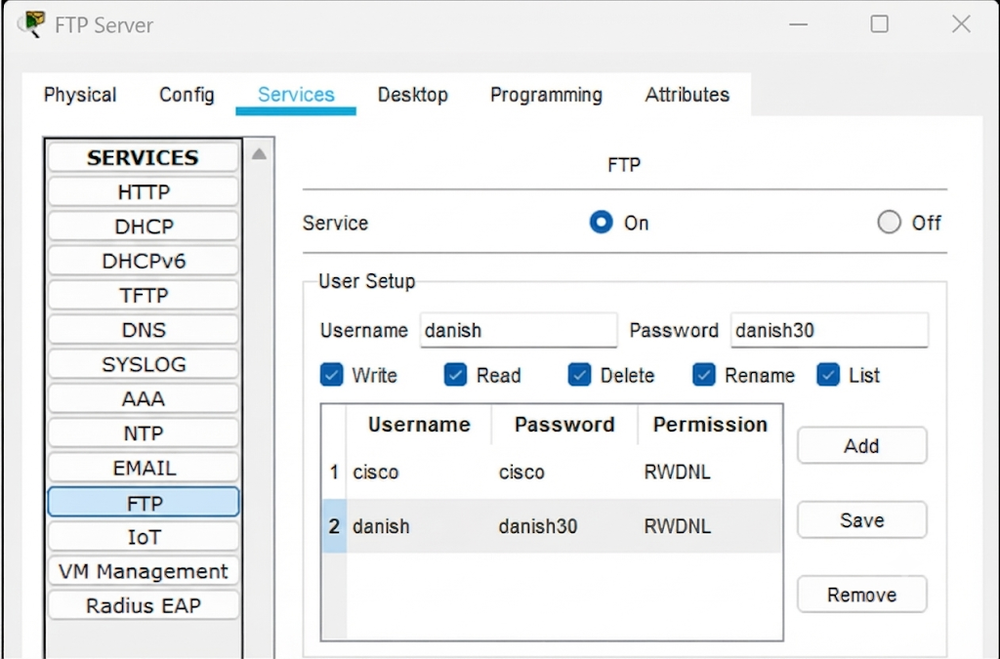 FTP Server
Physical Config Services Desktop Programming Attributes
SERVICES
HTTP
DHCP
DHCPv6
TFTP
DNS
SYSLOG
AAA
NTP
EMAIL
FTP
IoT
VM Management
Radius EAP
FTP
Service On Off
User Setup
Username danish Password danish30
Write Read Delete Rename List
Username Password Permission
1 cisco cisco RWDNL
2 danish danish30 RWDNL
Add
Save
Remove